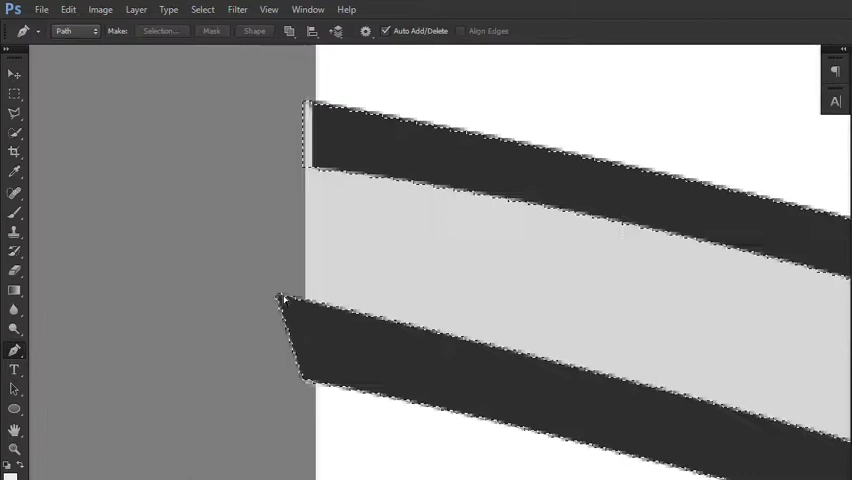 Ps File Edit Image Layer Type Select Filter View Window Help
Path Make: Selection... Mask Shape Auto Add/Delete Align Edges
A
T